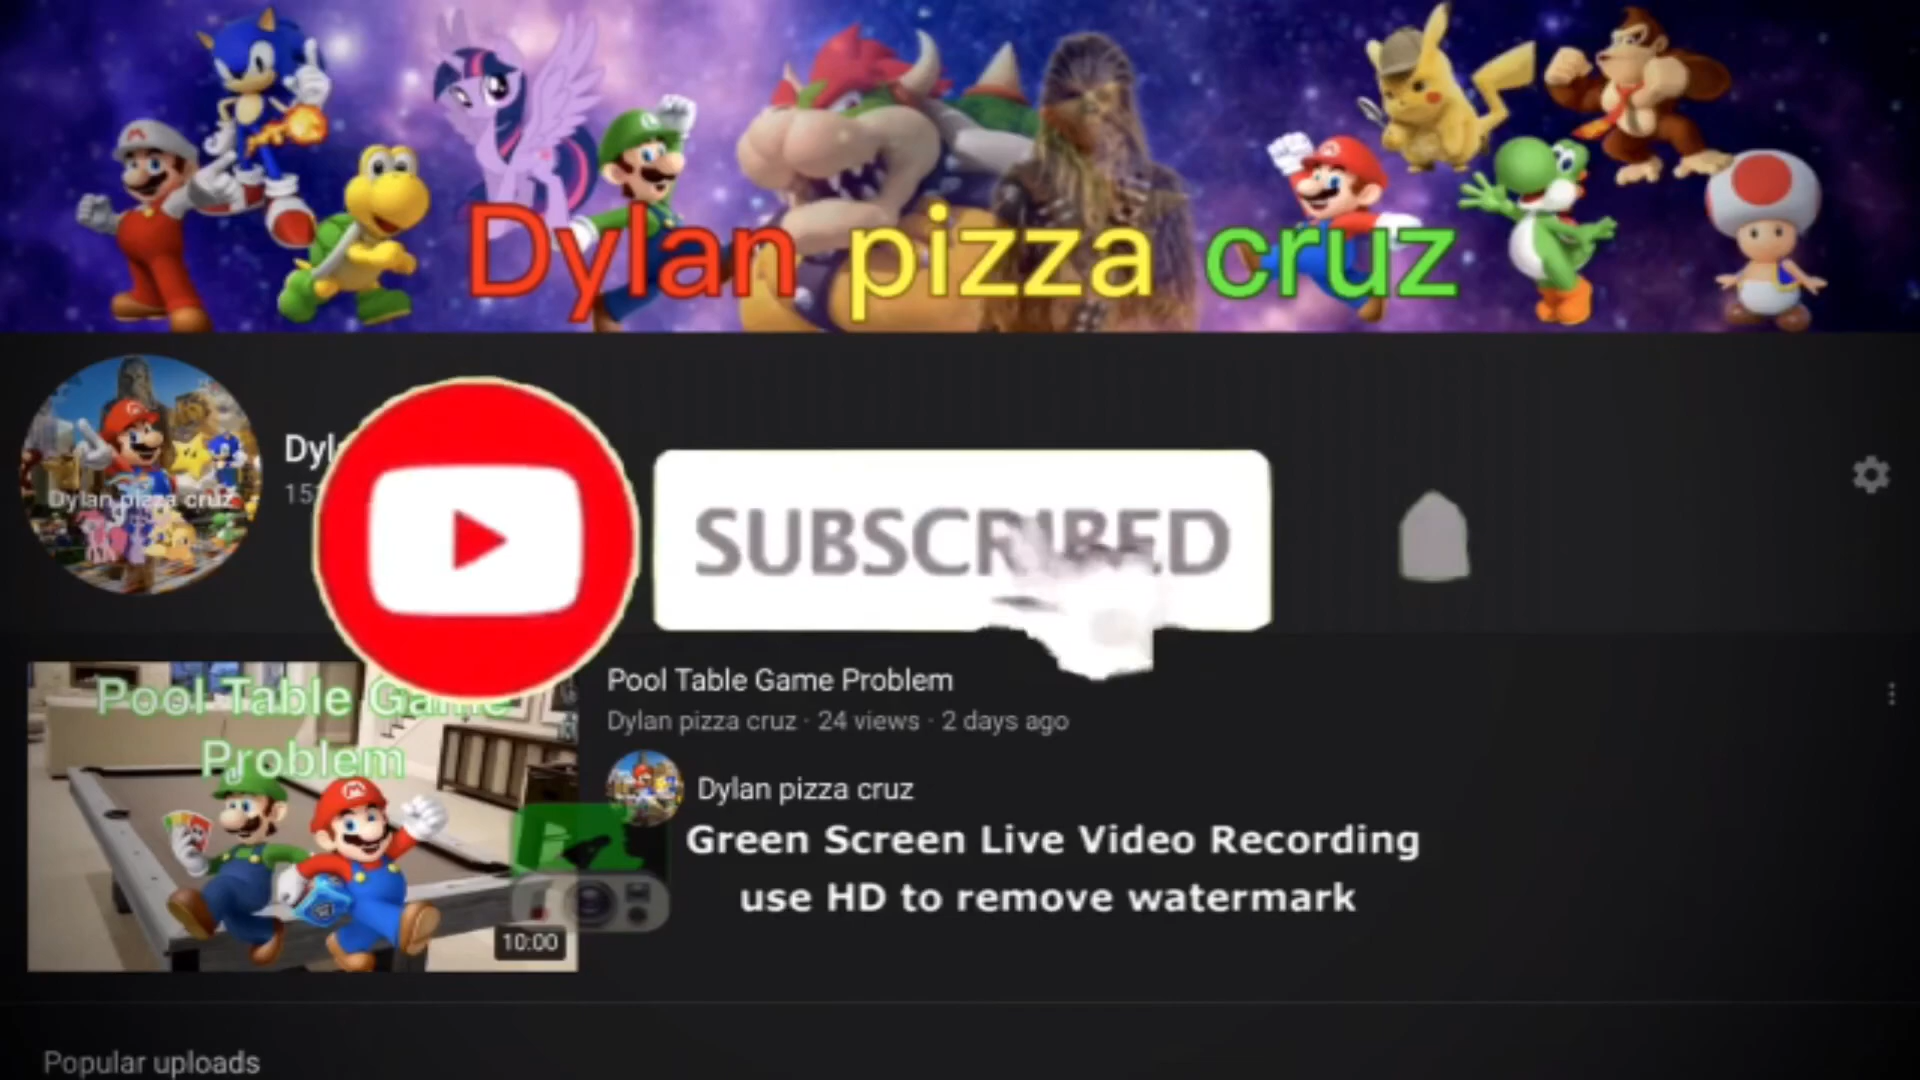 Dylan pizza cruz
Dylan pizza cruz
SUBSCRIBED
Pool Table Game
Problem
10:00
Pool Table Game Problem
Dylan pizza cruz · 24 views · 2 days ago
Dylan pizza cruz
Green Screen Live Video Recording
use HD to remove watermark
Popular uploads